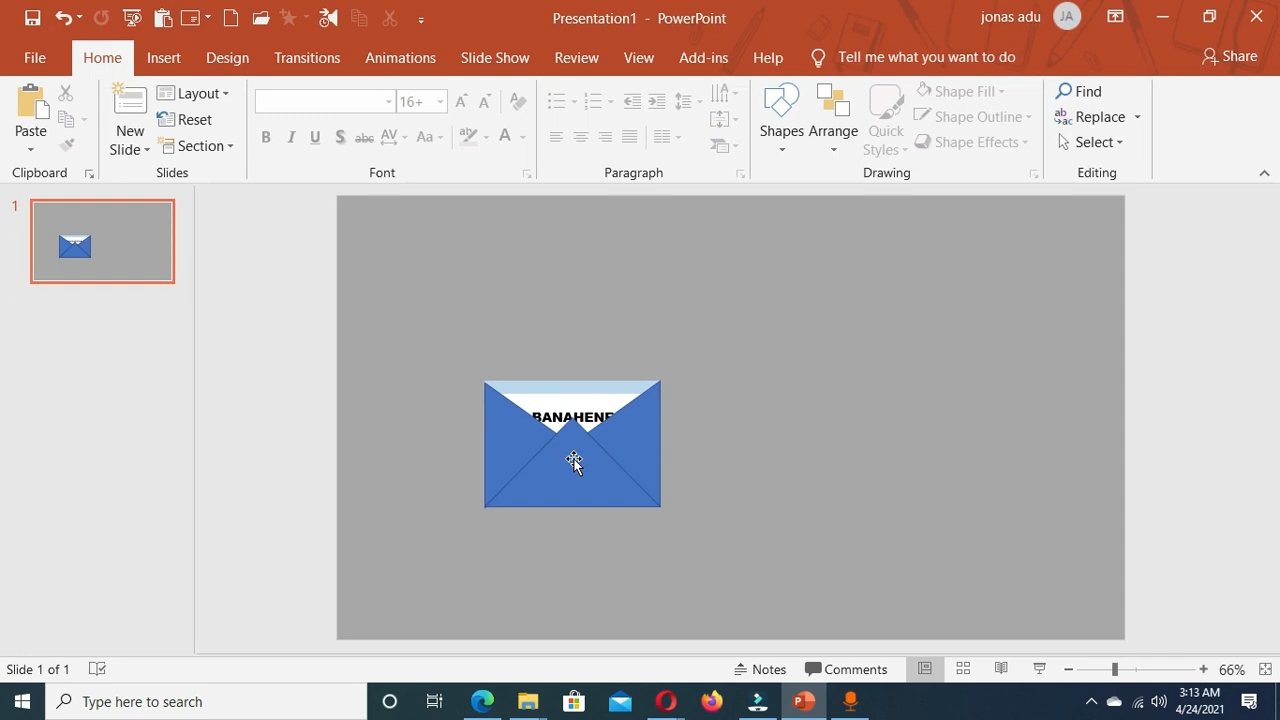 Presentation1 - PowerPoint
jonas adu
JA
File
Home
Insert
Design
Transitions
Animations
Slide Show
Review
View
Add-ins
Help
Tell me what you want to do
Share
Paste
New
Slide
Layout
Reset
Section
16+
B I U S abc AV Aa A
Shapes
Arrange
Quick
Styles
Shape Fill
Shape Outline
Shape Effects
Find
Replace
Select
Clipboard
Slides
Font
Paragraph
Drawing
Editing
1
BANAHENE
Slide 1 of 1
Notes
Comments
66%
Type here to search
3:13 AM
4/24/2021